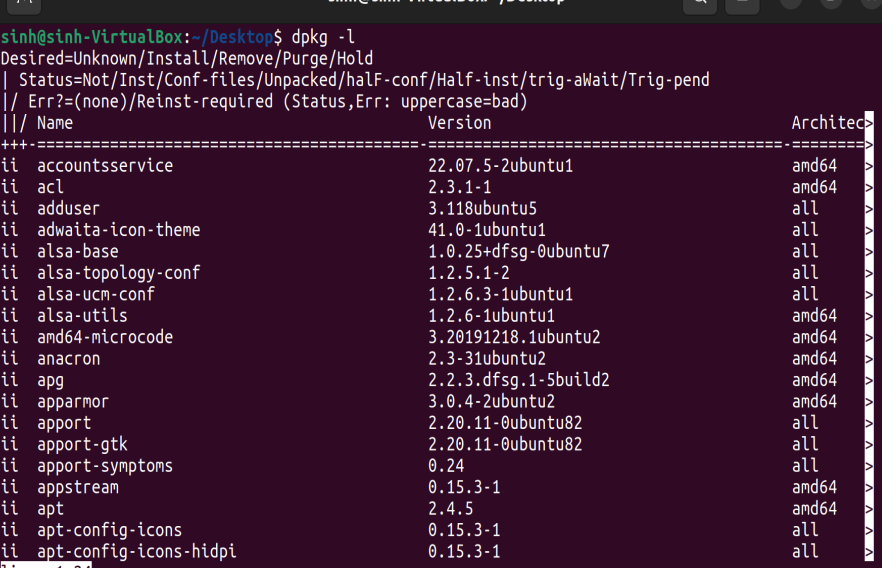 sinh@sinh-VirtualBox:~/Desktop$ dpkg -l
Desired=Unknown/Install/Remove/Purge/Hold
| Status=Not/Inst/Conf-files/Unpacked/halF-conf/Half-inst/trig-aWait/Trig-pend
|/ Err?=(none)/Reinst-required (Status,Err: uppercase=bad)
||/ Name                                       Version                                 Architec>
+++-==========================================-=======================================-========>
ii  accountsservice                            22.07.5-2ubuntu1                        amd64   >
ii  acl                                        2.3.1-1                                 amd64   >
ii  adduser                                    3.118ubuntu5                            all     >
ii  adwaita-icon-theme                         41.0-1ubuntu1                           all     >
ii  alsa-base                                  1.0.25+dfsg-0ubuntu7                    all     >
ii  alsa-topology-conf                         1.2.5.1-2                               all     >
ii  alsa-ucm-conf                              1.2.6.3-1ubuntu1                        all     >
ii  alsa-utils                                 1.2.6-1ubuntu1                          amd64   >
ii  amd64-microcode                            3.20191218.1ubuntu2                     amd64   >
ii  anacron                                    2.3-31ubuntu2                           amd64   >
ii  apg                                        2.2.3.dfsg.1-5build2                    amd64   >
ii  apparmor                                   3.0.4-2ubuntu2                          amd64   >
ii  apport                                     2.20.11-0ubuntu82                       all     >
ii  apport-gtk                                 2.20.11-0ubuntu82                       all     >
ii  apport-symptoms                            0.24                                    all     >
ii  appstream                                  0.15.3-1                                amd64   >
ii  apt                                        2.4.5                                   amd64   >
ii  apt-config-icons                           0.15.3-1                                all     >
ii  apt-config-icons-hidpi                     0.15.3-1                                all     >